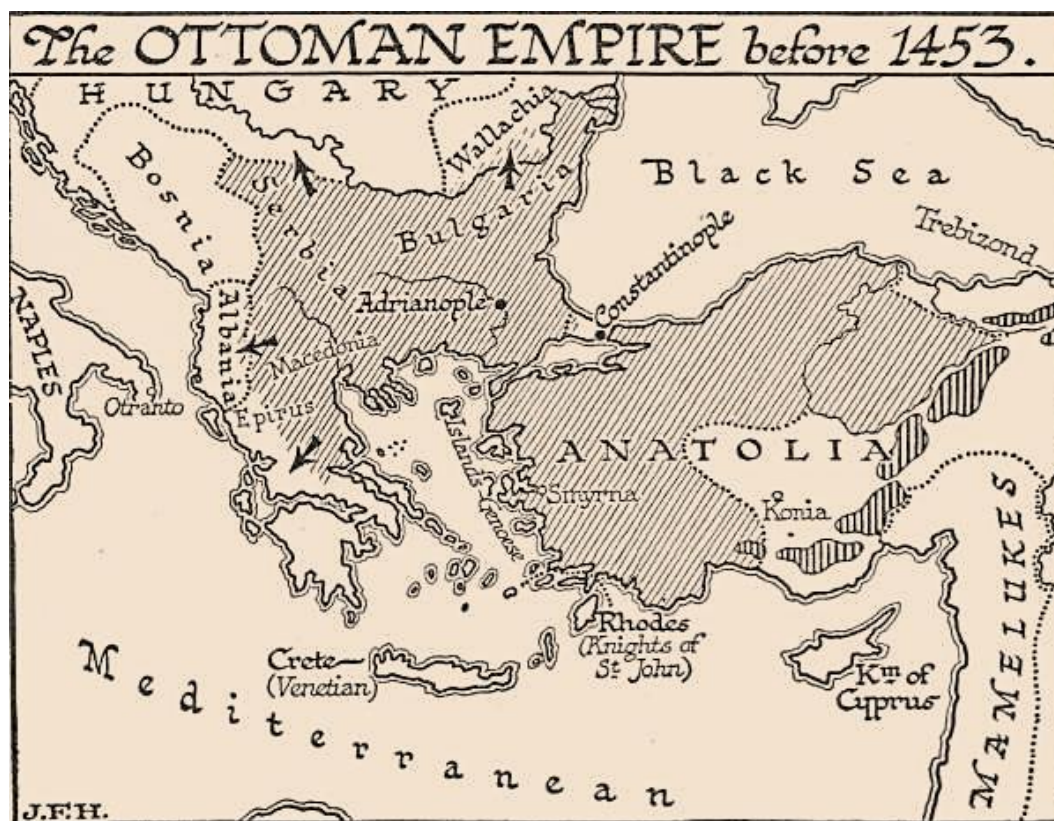 The OTTOMAN EMPIRE before 1453.
HUNGARY
Wallachia
Bosnia
Serbia
Bulgaria
Black Sea
Trebizond
Constantinople
Adrianople
Albania
Macedonia
NAPLES
Otranto
Epirus
Islands
Genoese
ANATOLIA
Smyrna
Konia
MAMELUKES
Rhodes
(Knights of
St. John)
Crete—
(Venetian)
Km of
Cyprus
Mediterranean
J.F.H.